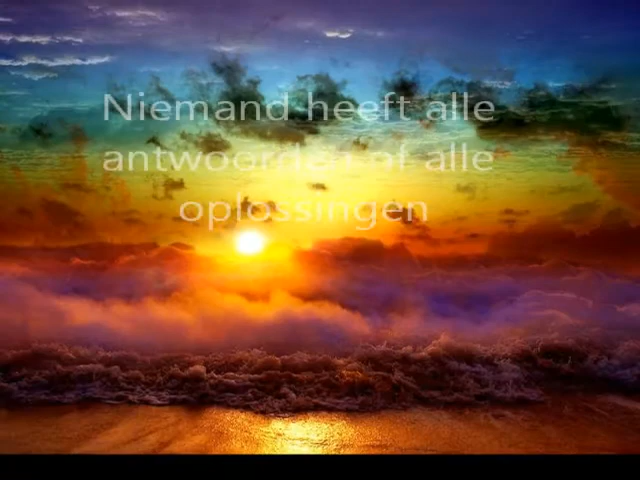 Niemand heeft alle
antwoorden of alle
oplossingen